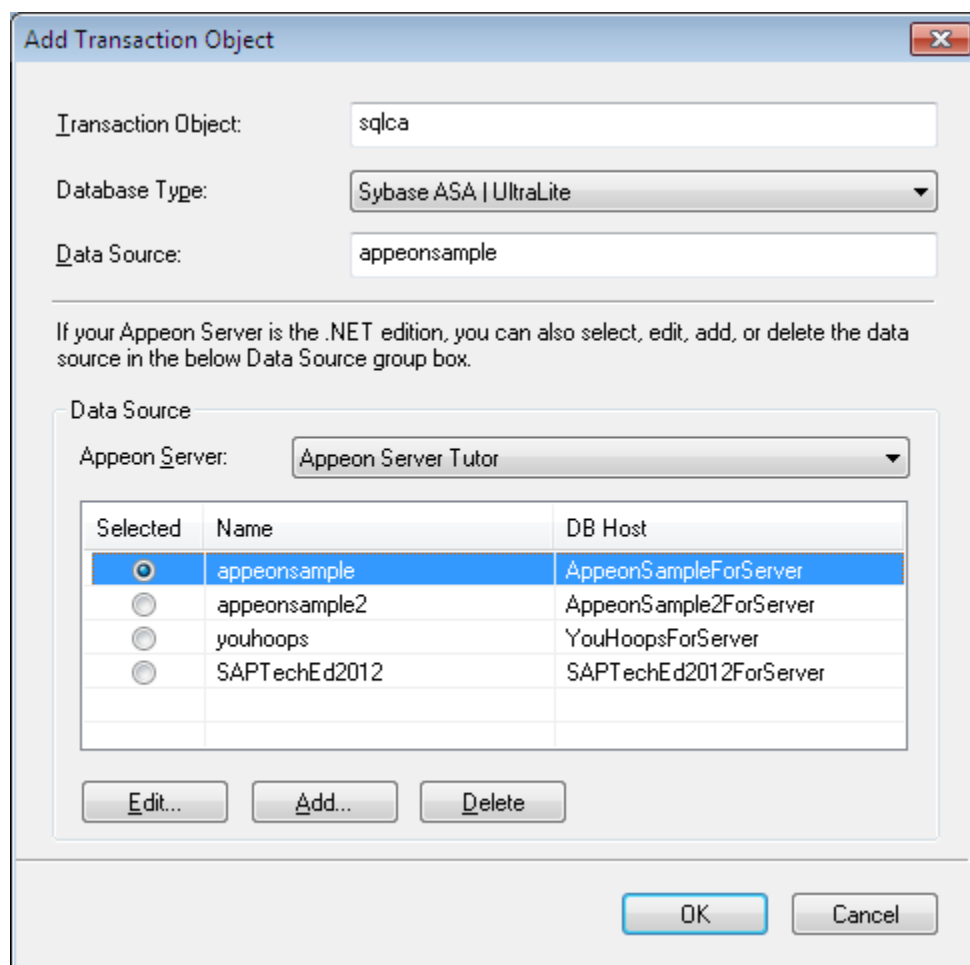 Add Transaction Object
Transaction Object: sqlca
Database Type: Sybase ASA | UltraLite
Data Source: appeonsample
If your Appeon Server is the .NET edition, you can also select, edit, add, or delete the data
source in the below Data Source group box.
Data Source
Appeon Server: Appeon Server Tutor
Selected Name DB Host
appeonsample AppeonSampleForServer
appeonsample2 AppeonSample2ForServer
youhoops YouHoopsForServer
SAPTechEd2012 SAPTechEd2012ForServer
Edit... Add... Delete
OK Cancel